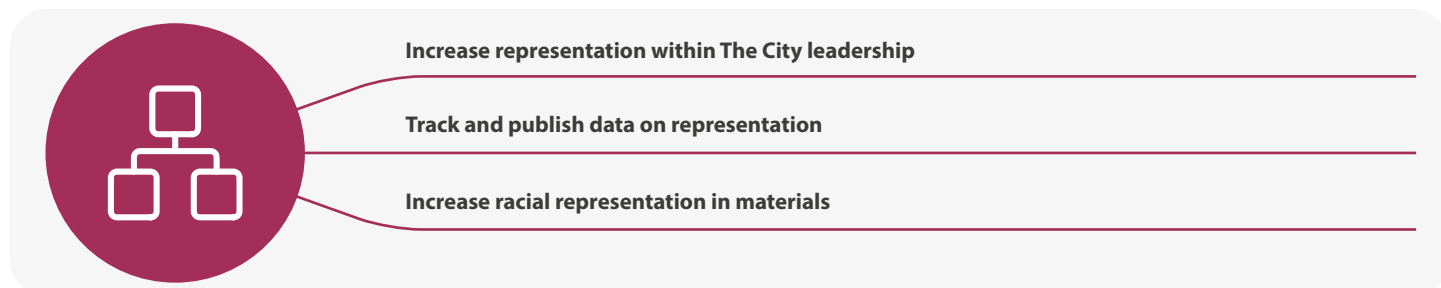 Increase representation within The City leadership
Track and publish data on representation
Increase racial representation in materials